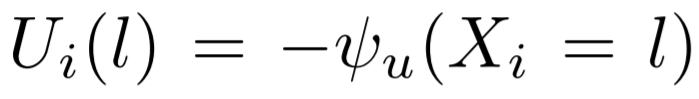 U_i(l) = −ψ_u(X_i = l)